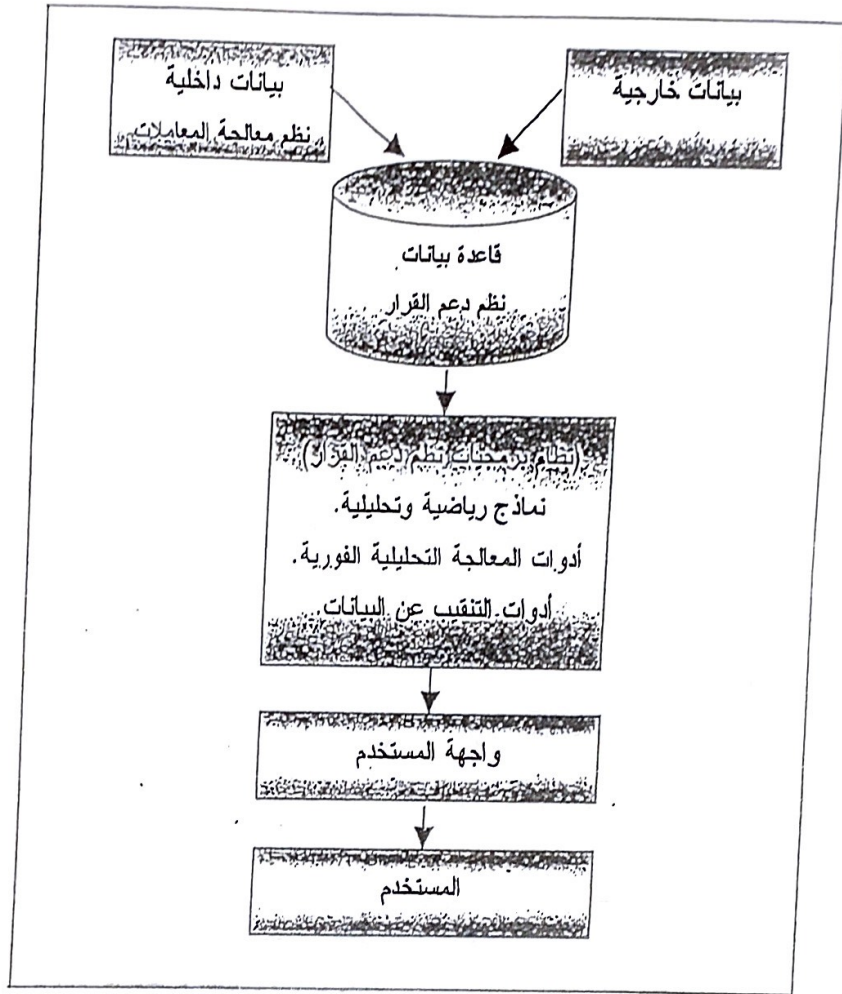 بيانات خارجية
بيانات داخلية
نظع معالجة المعاملات
قاعدة بيانات
نظم دعم القرار
(نظام برمجيات نظم دعم القرار)
نماذج رياضية وتحليلية.
أدوات المعالجة التحليلية الفورية.
أدوات التنقيب عن البيانات.
واجهة المستخدم
المستخدم